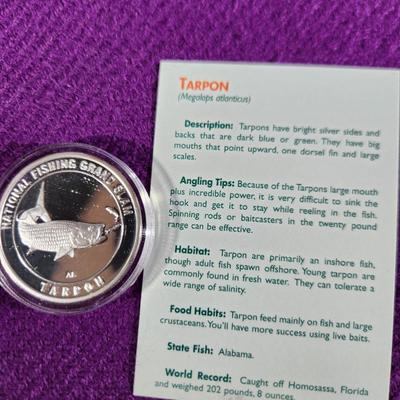 NATIONAL FISHING GRAND SLAM
AL
TARPON
TARPON
(Megalops atlanticus)
Description: Tarpons have bright silver sides and
backs that are dark blue or green. They have big
mouths that point upward, one dorsel fin and large
scales.
Angling Tips: Because of the Tarpons large mouth
plus incredible power, it is very difficult to sink the
hook and get it to stay while reeling in the fish.
Spinning rods or baitcasters in the twenty pound
range can be effective.
Habitat: Tarpon are primarily an inshore fish,
though adult fish spawn offshore. Young tarpon are
commonly found in fresh water. They can tolerate a
wide range of salinity.
Food Habits: Tarpon feed mainly on fish and large
crustaceans. You'll have more success using live baits.
State Fish: Alabama.
World Record: Caught off Homosassa, Florida
and weighed 202 pounds, 8 ounces.